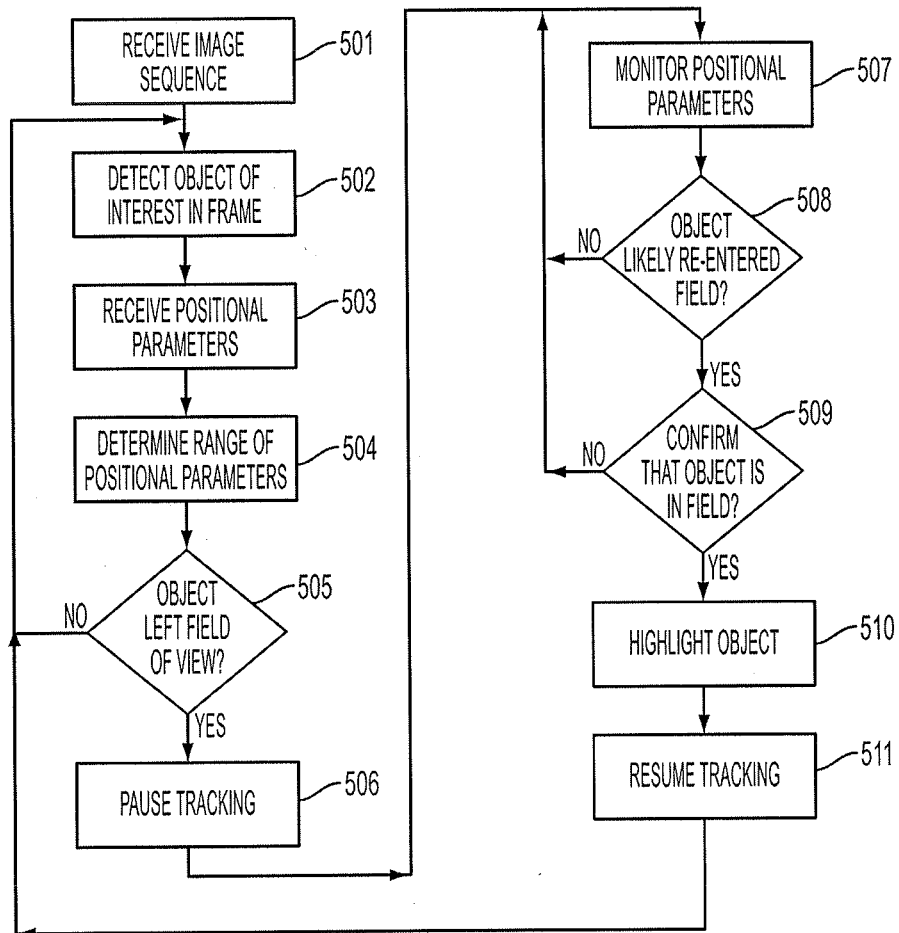 RECEIVE IMAGE
SEQUENCE
501
DETECT OBJECT OF
INTEREST IN FRAME
502
RECEIVE POSITIONAL
PARAMETERS
503
DETERMINE RANGE OF
POSITIONAL PARAMETERS
504
OBJECT
LEFT FIELD
OF VIEW?
505
NO
YES
PAUSE TRACKING
506
MONITOR POSITIONAL
PARAMETERS
507
OBJECT
LIKELY RE-ENTERED
FIELD?
508
NO
YES
CONFIRM
THAT OBJECT IS
IN FIELD?
509
NO
YES
HIGHLIGHT OBJECT
510
RESUME TRACKING
511